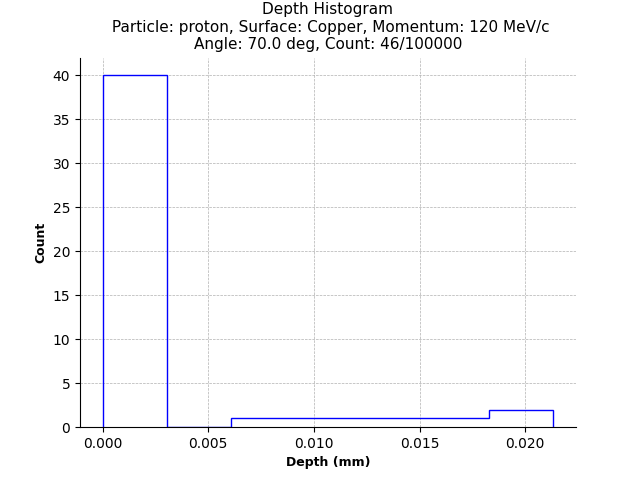 Depth Histogram
Particle: proton, Surface: Copper, Momentum: 120 MeV/c
Angle: 70.0 deg, Count: 46/100000
Count
40
35
30
25
20
15
10
5
0
0.000 0.005 0.010 0.015 0.020
Depth (mm)